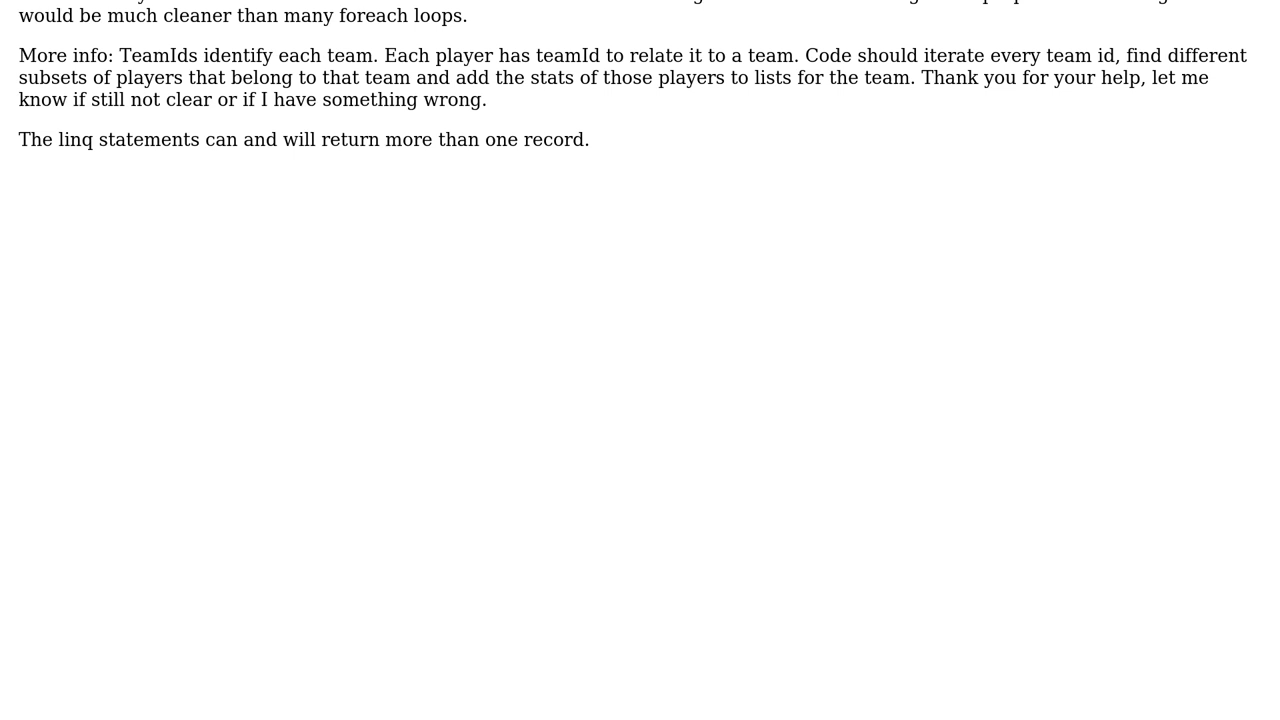 would be much cleaner than many foreach loops.
More info: TeamIds identify each team. Each player has teamId to relate it to a team. Code should iterate every team id, find different
subsets of players that belong to that team and add the stats of those players to lists for the team. Thank you for your help, let me
know if still not clear or if I have something wrong.
The linq statements can and will return more than one record.